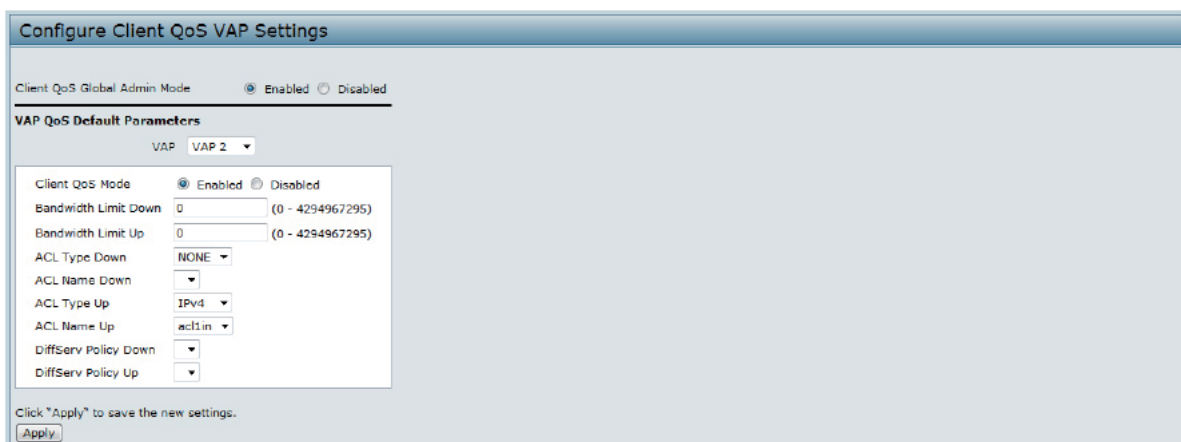 Configure Client QoS VAP Settings
Client QoS Global Admin Mode Enabled Disabled
VAP QoS Default Parameters
VAP VAP 2
Client QoS Mode Enabled Disabled
Bandwidth Limit Down 0 (0 - 4294967295)
Bandwidth Limit Up 0 (0 - 4294967295)
ACL Type Down NONE
ACL Name Down
ACL Type Up IPv4
ACL Name Up acl1in
DiffServ Policy Down
DiffServ Policy Up
Click "Apply" to save the new settings.
Apply